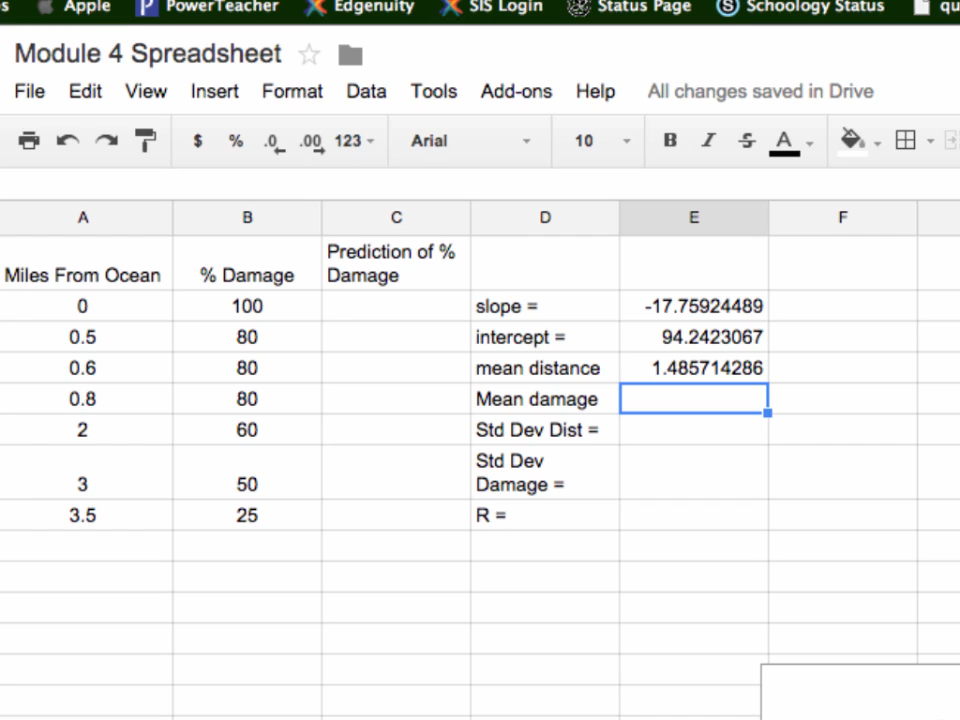 Apple PowerTeacher Edgenuity SIS Login Status Page Schoology Status
Module 4 Spreadsheet
File Edit View Insert Format Data Tools Add-ons Help All changes saved in Drive
$ % .0 .00 123 Arial 10 B I S A
A B C D E F
Miles From Ocean % Damage Prediction of %
Damage
0 100 slope = -17.75924489
0.5 80 intercept = 94.2423067
0.6 80 mean distance 1.485714286
0.8 80 Mean damage
2 60 Std Dev Dist =
3 50 Std Dev
Damage =
3.5 25 R =